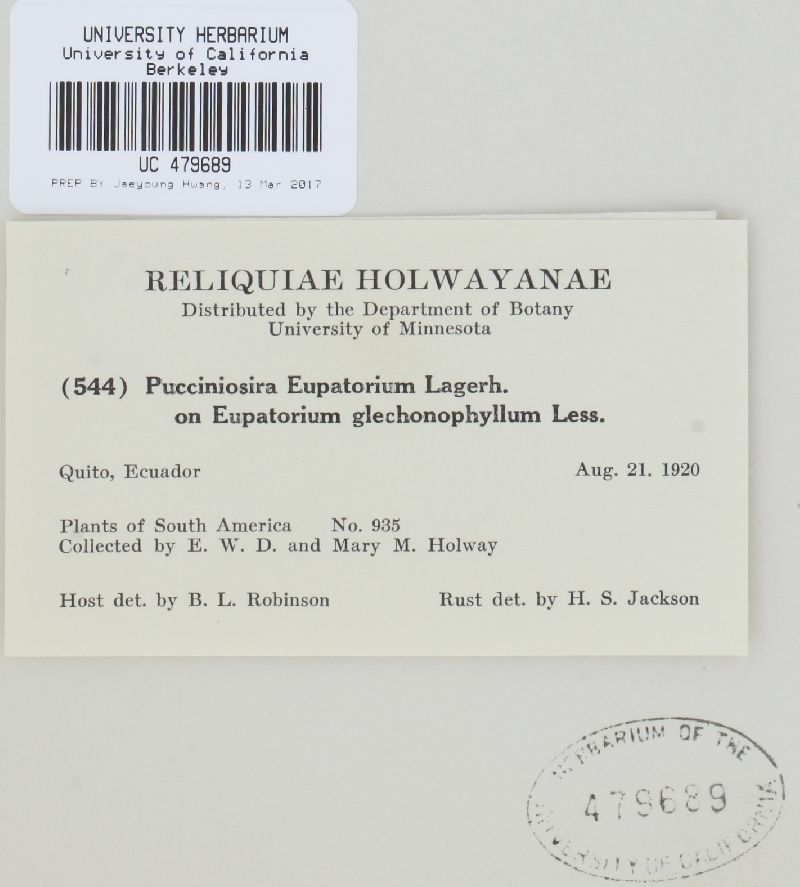 UNIVERSITY HERBARIUM
University of California
Berkeley
UC 479689
PREP BY Jaeyoung Hwang, 13 Mar 2017
RELIQUIAE HOLWAYANAE
Distributed by the Department of Botany
University of Minnesota
(544) Pucciniosira Eupatorium Lagerh.
on Eupatorium glechonophyllum Less.
Quito, Ecuador Aug. 21. 1920
Plants of South America No. 935
Collected by E. W. D. and Mary M. Holway
Host det. by B. L. Robinson Rust det. by H. S. Jackson
HERBARIUM OF THE
479689
UNIVERSITY OF CALIFORNIA